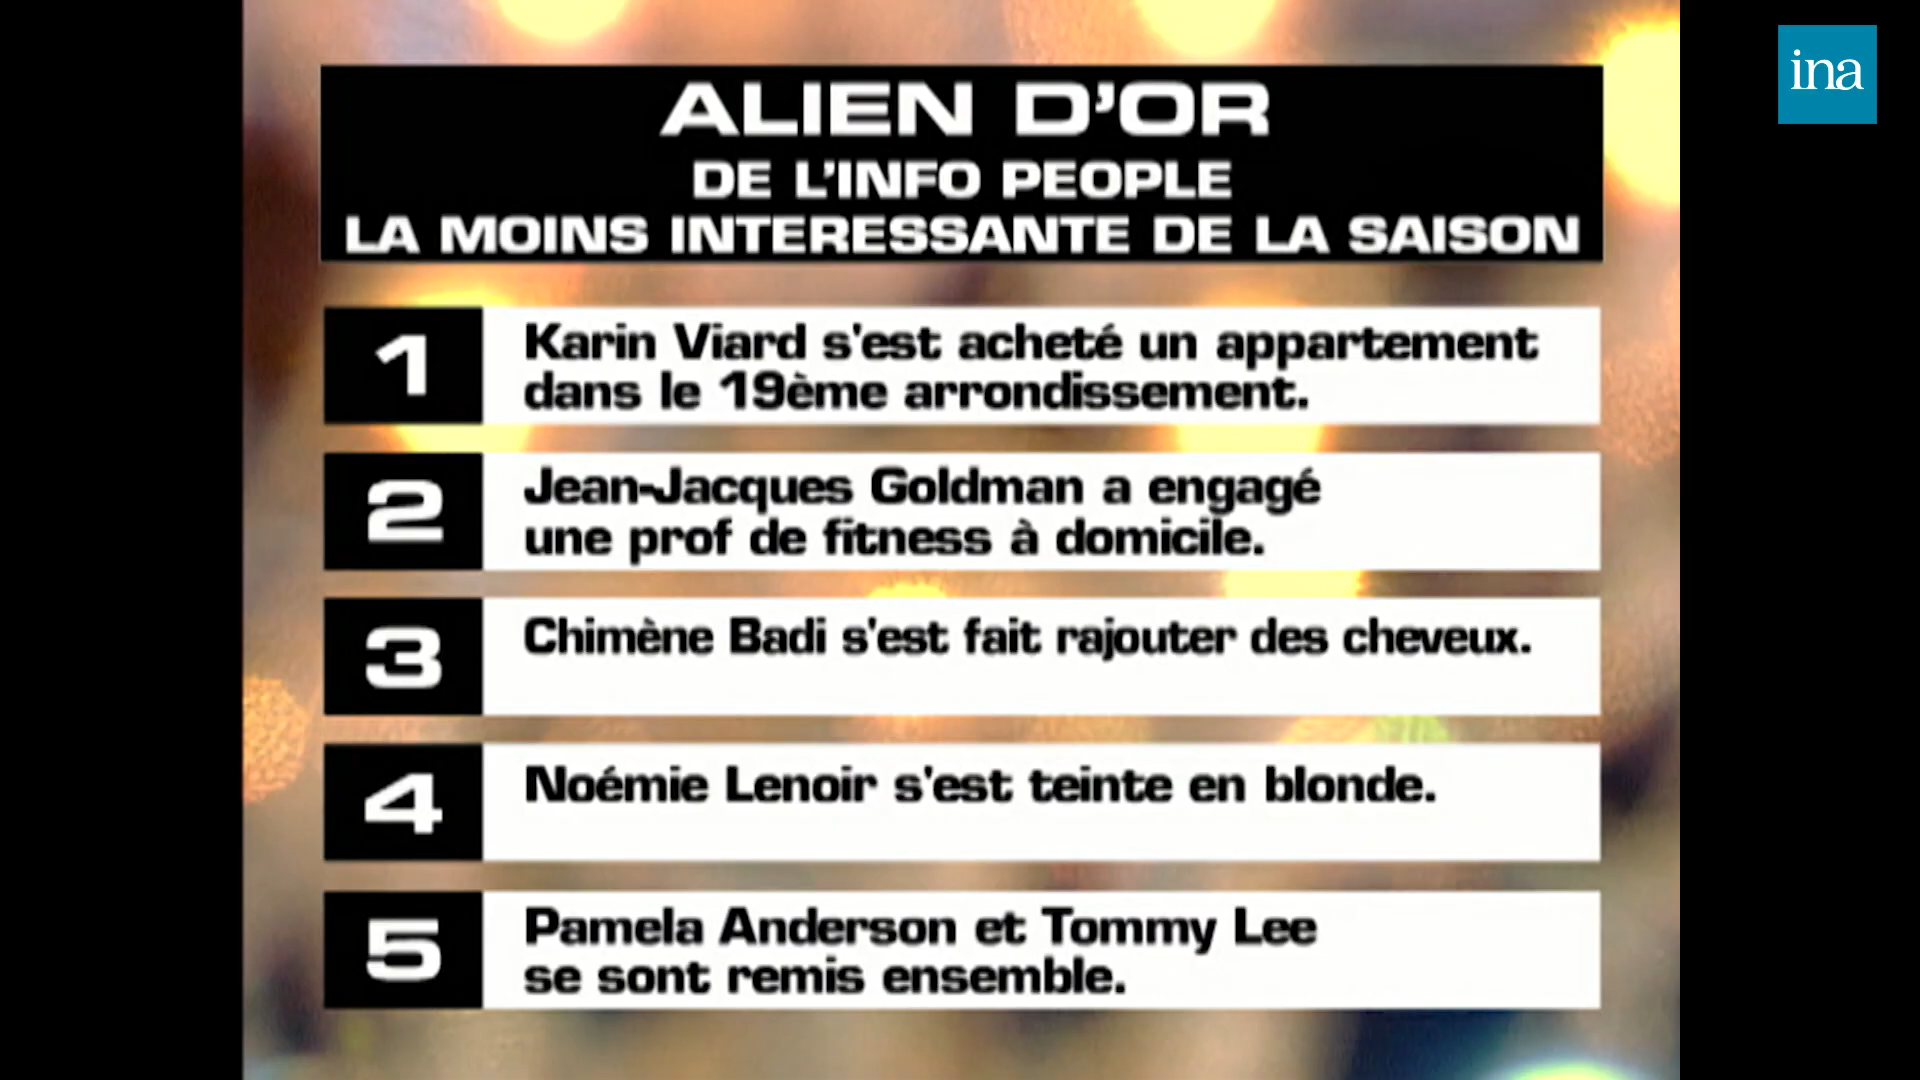 ina
ALIEN D'OR
DE L'INFO PEOPLE
LA MOINS INTERESSANTE DE LA SAISON
1
Karin Viard s'est acheté un appartement
dans le 19ème arrondissement.
2
Jean-Jacques Goldman a engagé
une prof de fitness à domicile.
3
Chimène Badi s'est fait rajouter des cheveux.
4
Noémie Lenoir s'est teinte en blonde.
5
Pamela Anderson et Tommy Lee
se sont remis ensemble.